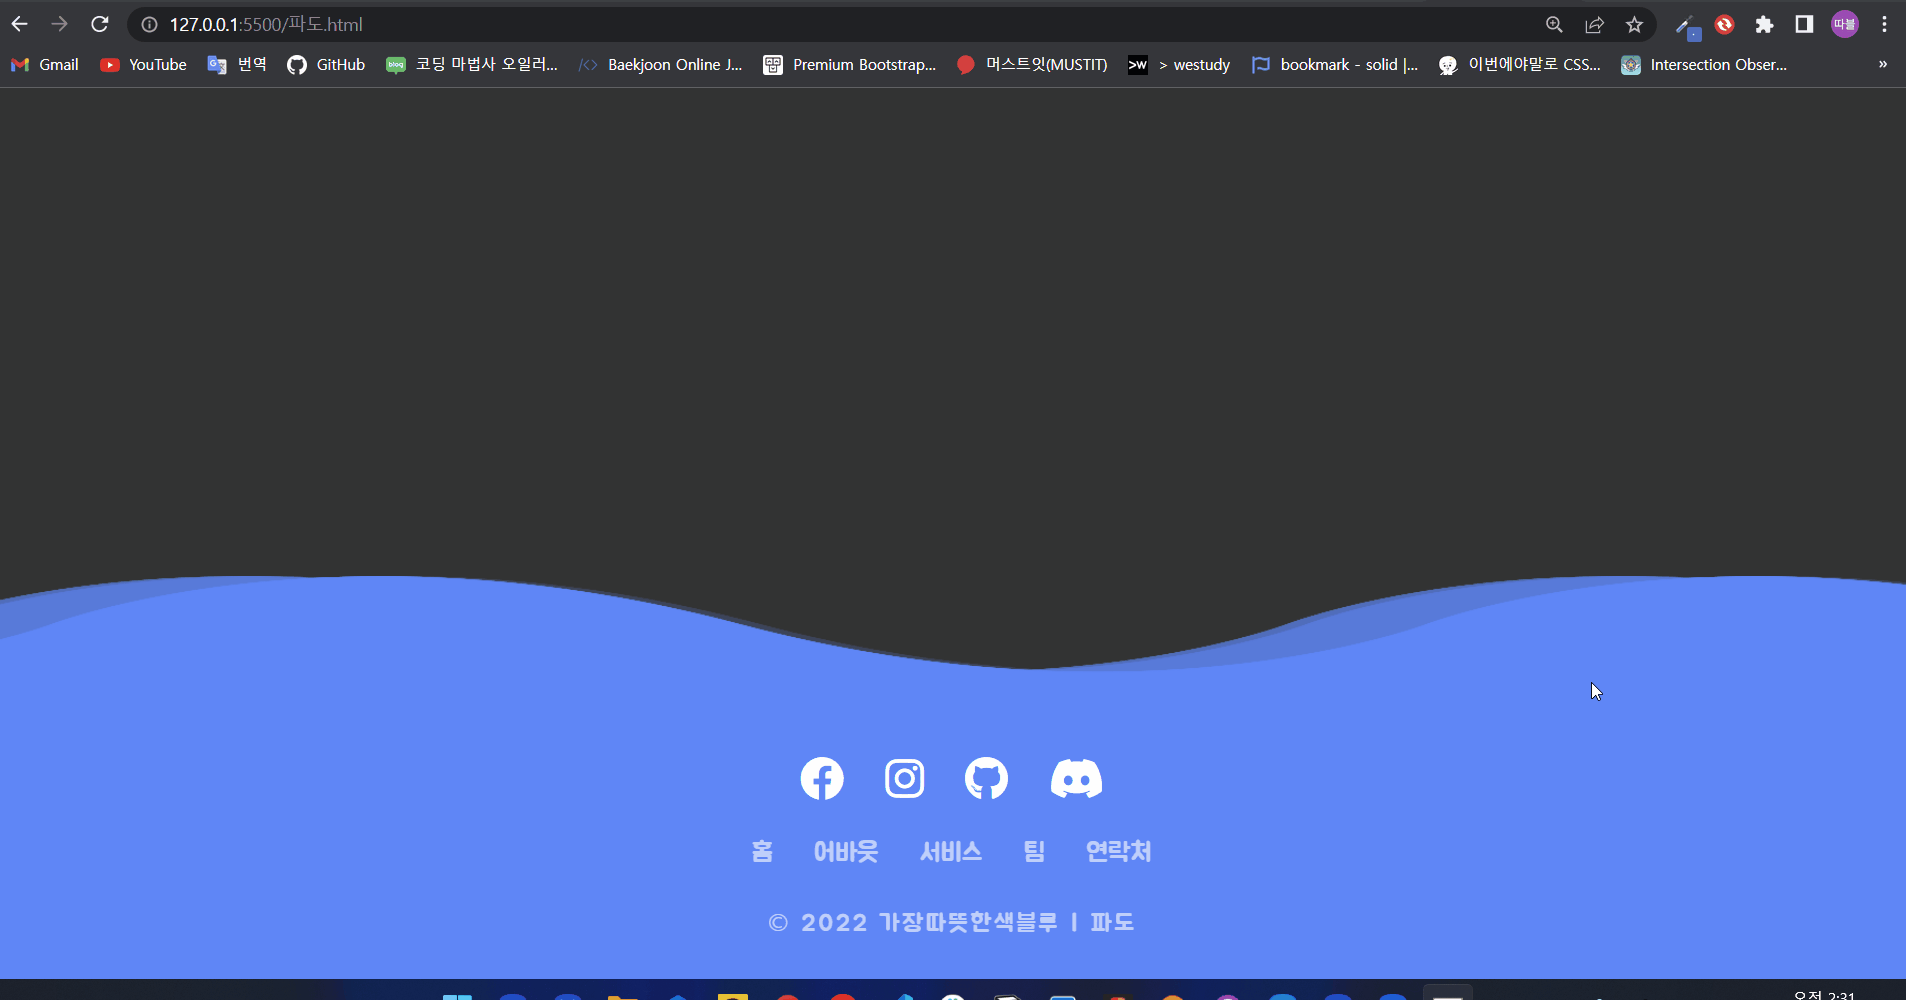 127.0.0.1:5500/파도.html
따블
Gmail YouTube 번역 GitHub blog 코딩 마법사 오일러... Baekjoon Online J... Premium Bootstrap... 머스트잇(MUSTIT) >W > westudy bookmark - solid |... 이번에야말로 CSS... Intersection Obser... »
홈 어바웃 서비스 팀 연락처
© 2022 가장따뜻한색블루 | 파도
오전 2:31